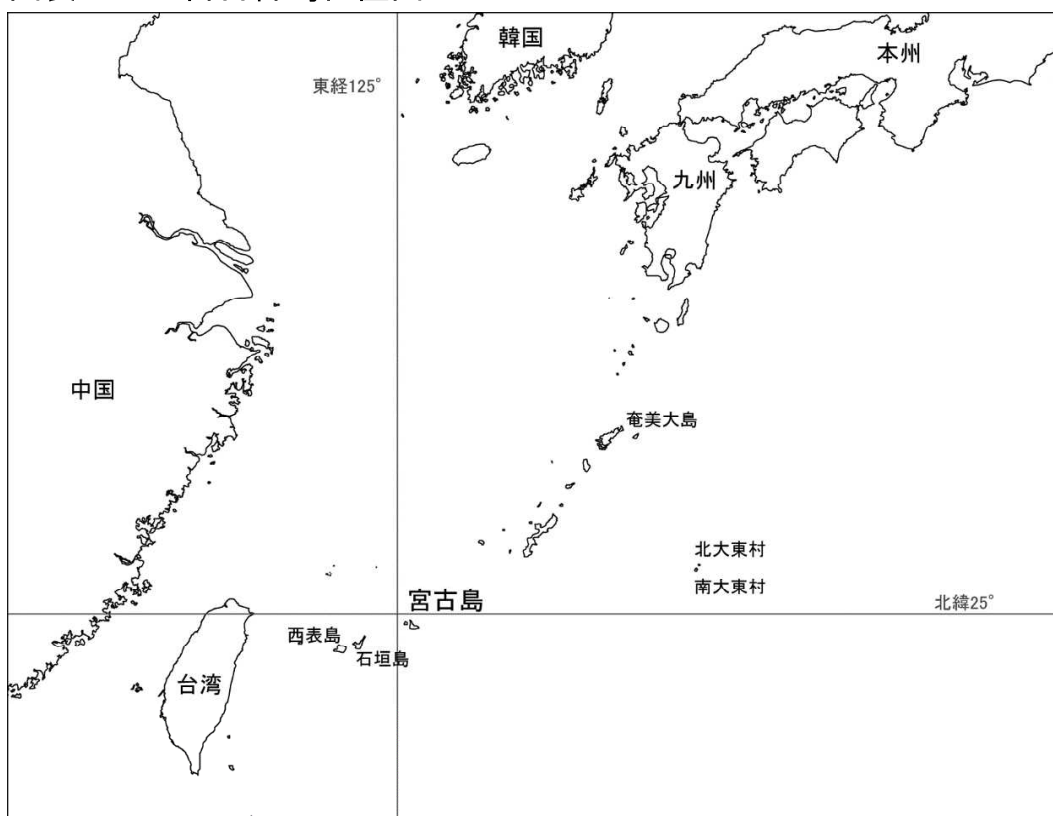 韓国
本州
東経125°
九州
中国
奄美大島
北大東村
南大東村
宮古島
北緯25°
西表島
石垣島
台湾